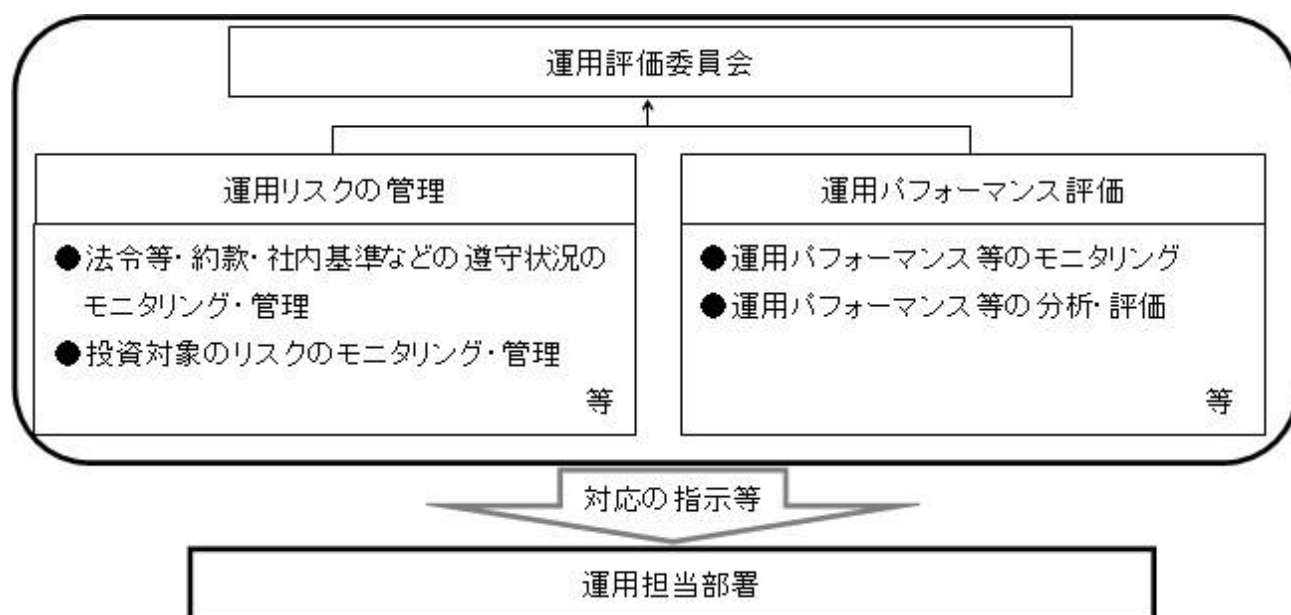 運用評価委員会
運用リスクの管理
●法令等・約款・社内基準などの遵守状況の
モニタリング・管理
●投資対象のリスクのモニタリング・管理
等
運用パフォーマンス評価
●運用パフォーマンス等のモニタリング
●運用パフォーマンス等の分析・評価
等
対応の指示等
運用担当部署